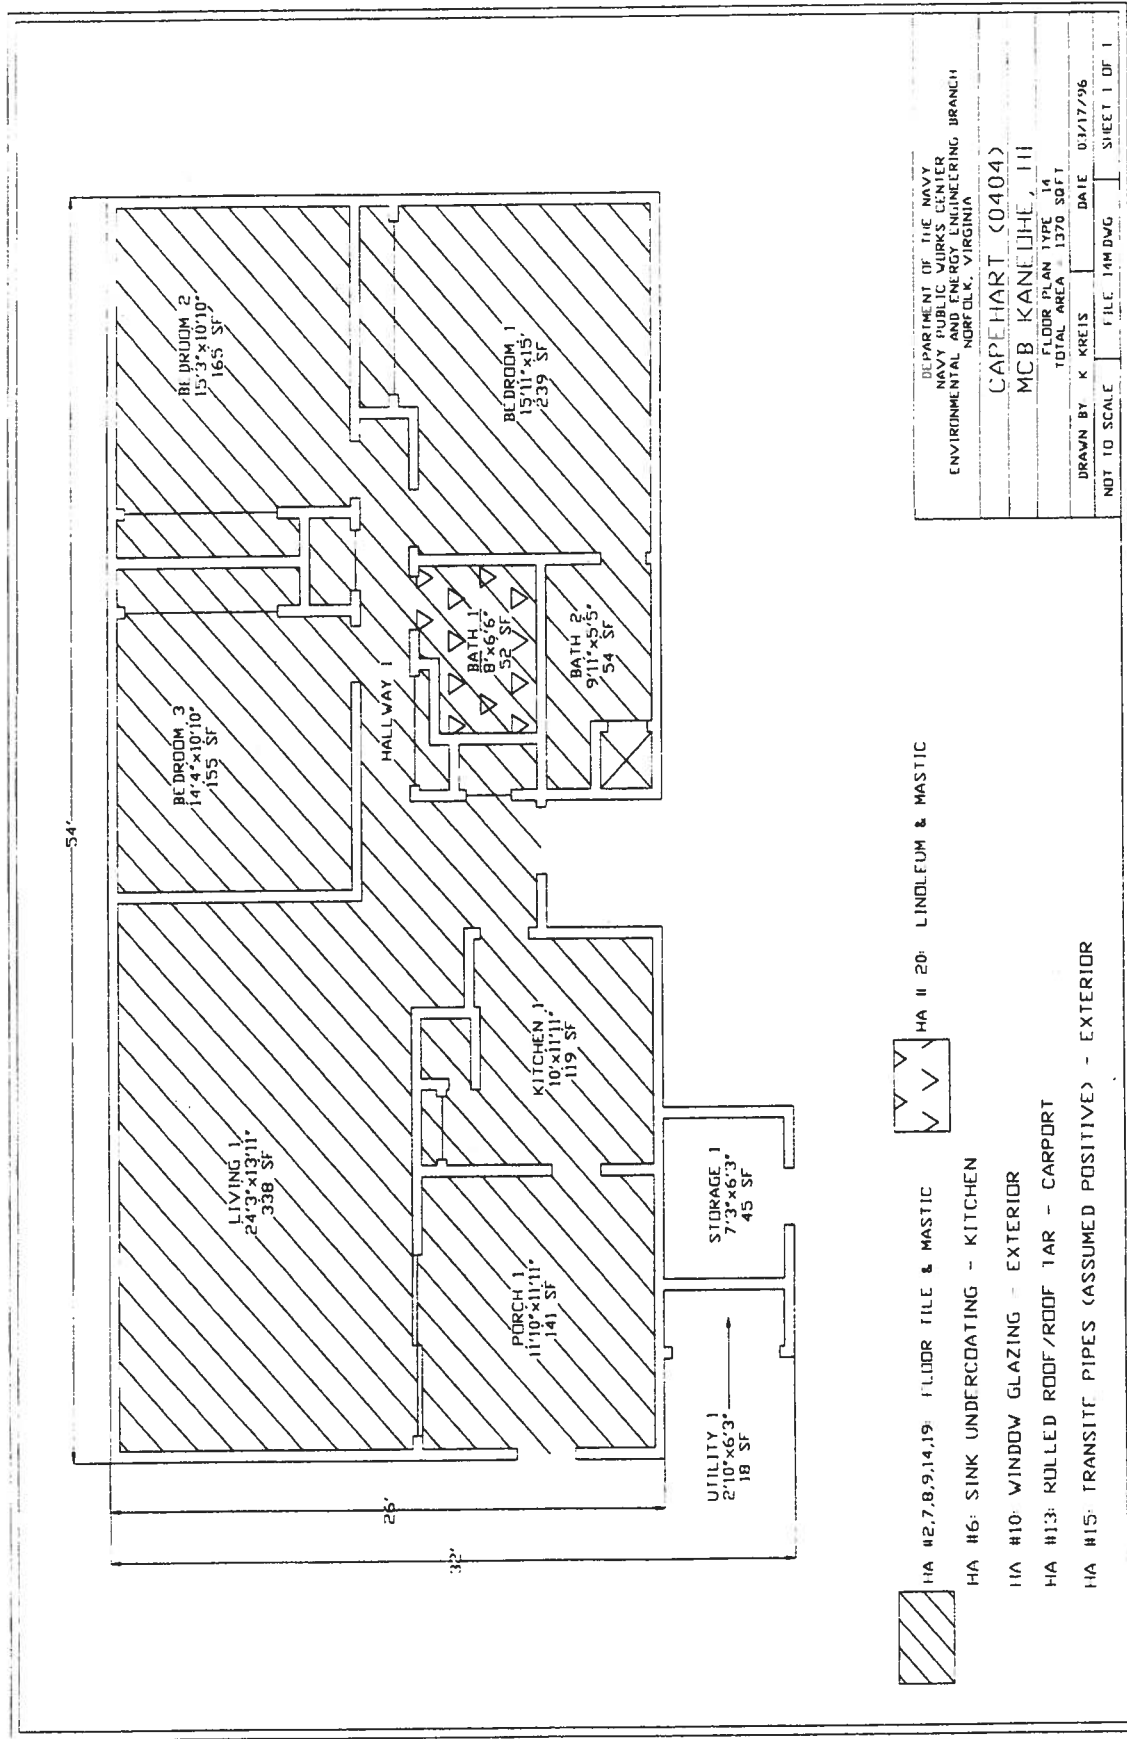 54'
26'
32'
LIVING 1
24'3"x13'11"
338 SF
BEDROOM 3
14'4"x10'10"
155 SF
BEDROOM 2
15'3"x10'10"
165 SF
HALLWAY 1
BATH 1
8'x6'6"
52 SF
BEDROOM 1
15'11"x15'
239 SF
BATH 2
9'11"x5'5"
54 SF
KITCHEN 1
10'x11'11"
119 SF
PORCH 1
11'10"x11'11"
141 SF
STORAGE 1
7'3"x6'3"
45 SF
UTILITY 1
2'10"x6'3"
18 SF
HA #2,7,8,9,14,19: FLOOR TILE & MASTIC
HA # 20: LINOLEUM & MASTIC
HA #6: SINK UNDERCOATING - KITCHEN
HA #10: WINDOW GLAZING - EXTERIOR
HA #13: ROLLED ROOF/ROOF TAR - CARPORT
HA #15: TRANSITE PIPES (ASSUMED POSITIVE) - EXTERIOR
DEPARTMENT OF THE NAVY
NAVY PUBLIC WORKS CENTER
ENVIRONMENTAL AND ENERGY ENGINEERING BRANCH
NORFOLK, VIRGINIA
CAPEHART (0404)
MCB KANEOHE, HI
FLOOR PLAN TYPE 14
TOTAL AREA = 1370 SQFT
DRAWN BY K KREIS DATE 03/17/96
NOT TO SCALE FILE 14M.DWG SHEET 1 OF 1